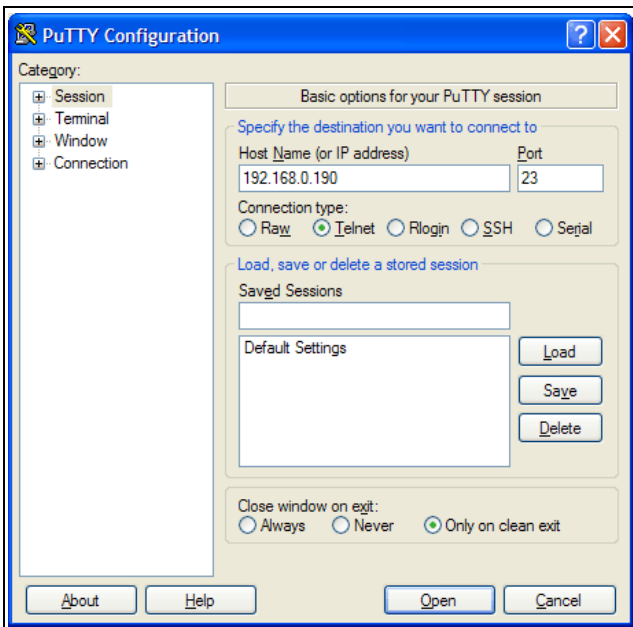 PuTTY Configuration
Category:
Session
Terminal
Window
Connection
Basic options for your PuTTY session
Specify the destination you want to connect to
Host Name (or IP address) Port
192.168.0.190 23
Connection type:
Raw Telnet Rlogin SSH Serial
Load, save or delete a stored session
Saved Sessions
Default Settings
Load
Save
Delete
Close window on exit:
Always Never Only on clean exit
About Help Open Cancel